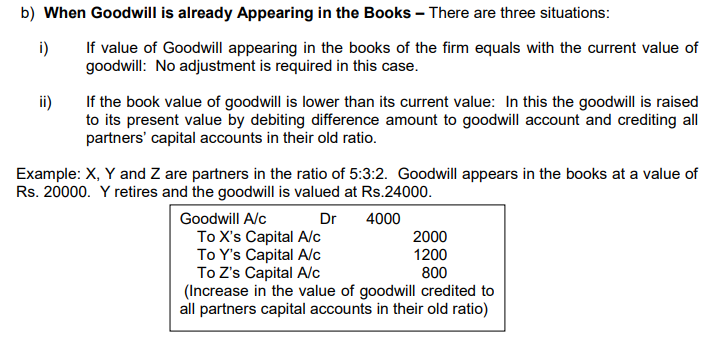 b) When Goodwill is already Appearing in the Books – There are three situations:
i) If value of Goodwill appearing in the books of the firm equals with the current value of
goodwill: No adjustment is required in this case.
ii) If the book value of goodwill is lower than its current value: In this the goodwill is raised
to its present value by debiting difference amount to goodwill account and crediting all
partners' capital accounts in their old ratio.
Example: X, Y and Z are partners in the ratio of 5:3:2. Goodwill appears in the books at a value of
Rs. 20000. Y retires and the goodwill is valued at Rs.24000.
Goodwill A/c Dr 4000
To X's Capital A/c 2000
To Y's Capital A/c 1200
To Z's Capital A/c 800
(Increase in the value of goodwill credited to
all partners capital accounts in their old ratio)